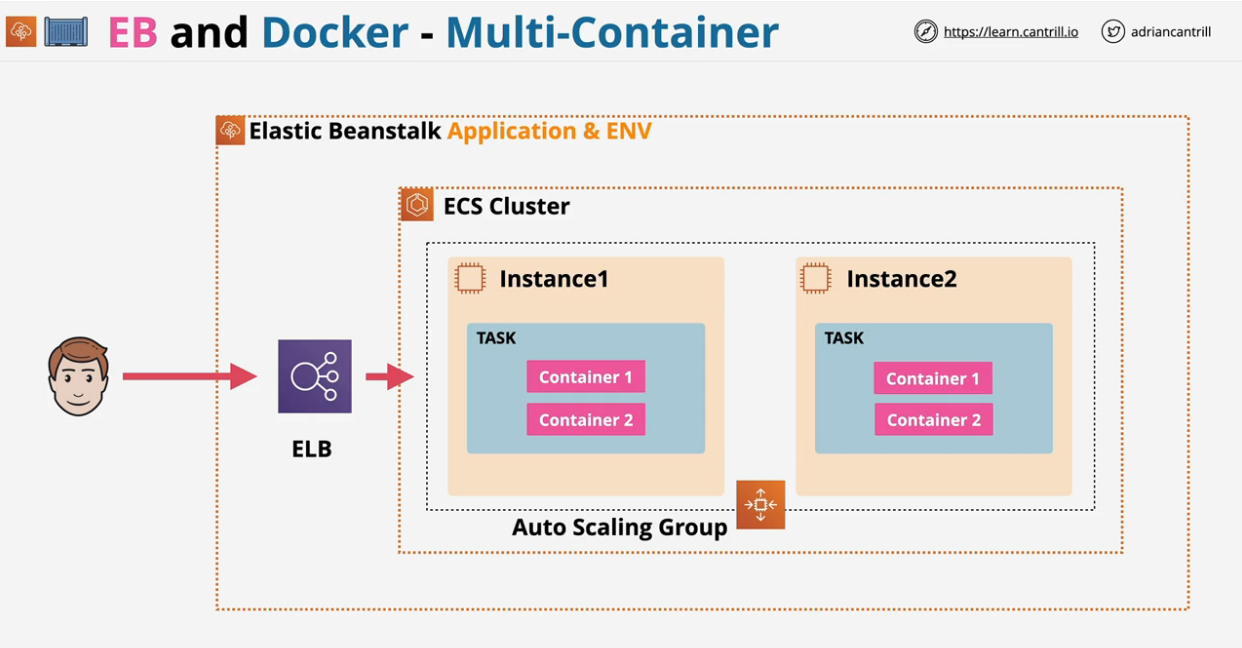 EB and Docker - Multi-Container
https://learn.cantrill.io
adriancantrill
Elastic Beanstalk Application & ENV
ECS Cluster
Instance1
TASK
Container 1
Container 2
Instance2
TASK
Container 1
Container 2
ELB
Auto Scaling Group